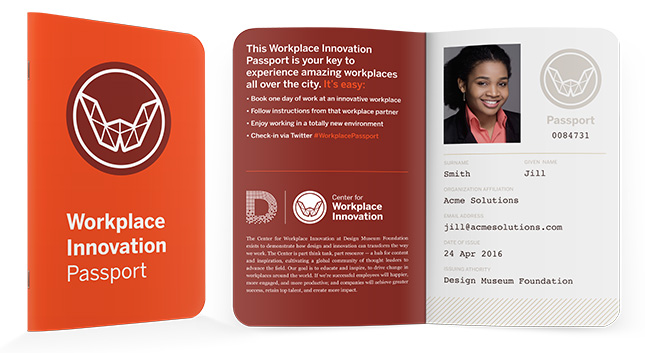 Workplace
Innovation
Passport
This Workplace Innovation
Passport is your key to
experience amazing workplaces
all over the city. It's easy:
• Book one day of work at an innovative workplace
• Follow instructions from that workplace partner
• Enjoy working in a totally new environment
• Check-in via Twitter #WorkplacePassport
D
Center for
Workplace
Innovation
The Center for Workplace Innovation at Design Museum Foundation
exists to demonstrate how design and innovation can transform the way
we work. The Center is part think tank, part resource — a hub for content
and inspiration, cultivating a global community of thought leaders to
advance the field. Our goal is to educate and inspire, to drive change in
workplaces around the world. If we're successful employees will happier,
more engaged, and more productive; and companies will achieve greater
success, retain top talent, and create more impact.
Passport
0084731
SURNAME GIVEN NAME
Smith Jill
ORGANIZATION AFFILIATION
Acme Solutions
EMAIL ADDRESS
jill@acmesolutions.com
DATE OF ISSUE
24 Apr 2016
ISSUING ATHORITY
Design Museum Foundation